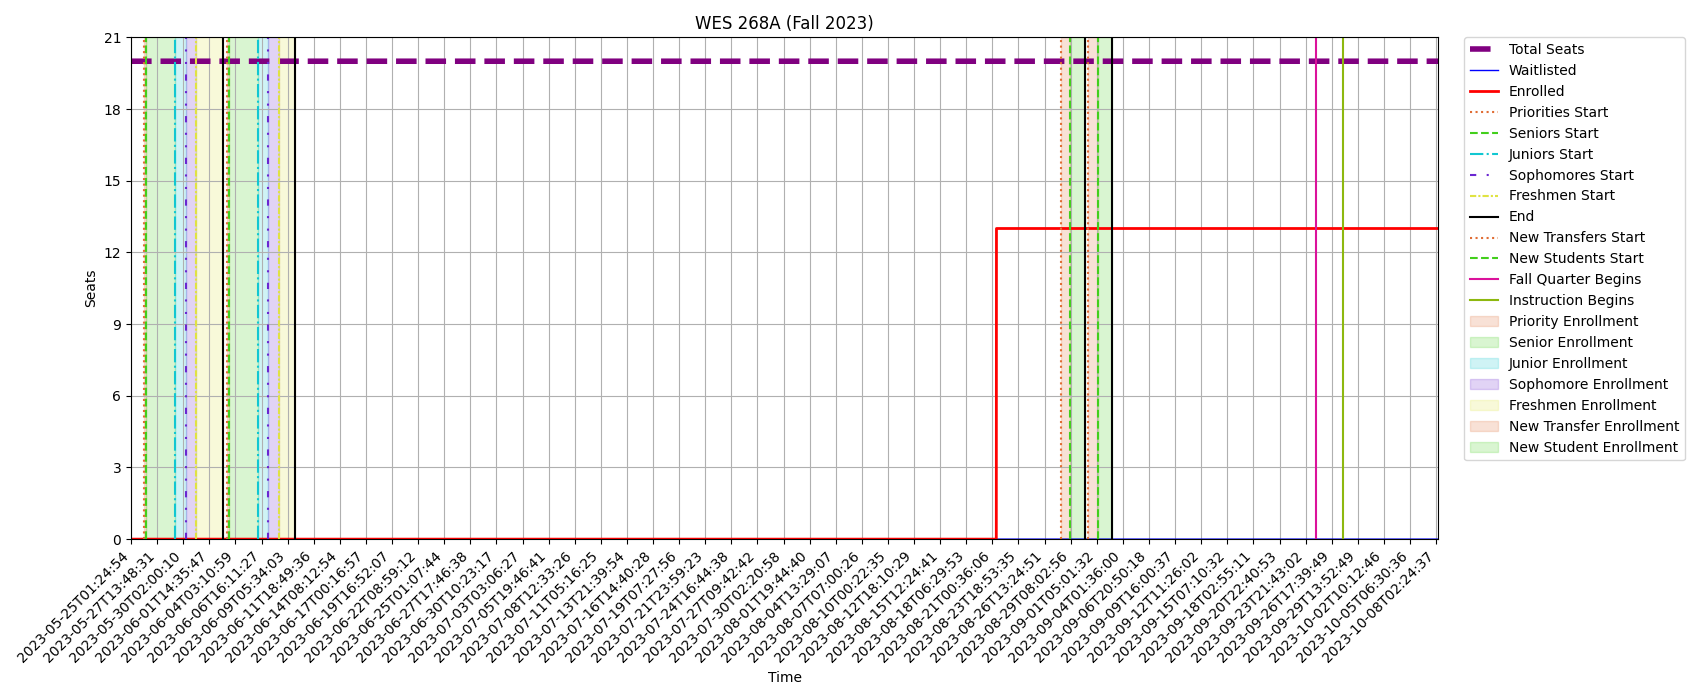 WES 268A (Fall 2023)
21
18
15
12
9
6
3
0
Seats
2023-05-25T01:24:54
2023-05-27T13:48:31
2023-05-30T02:00:10
2023-06-01T14:35:47
2023-06-04T03:10:59
2023-06-06T16:11:27
2023-06-09T05:34:03
2023-06-11T18:49:36
2023-06-14T08:12:54
2023-06-17T00:16:57
2023-06-19T16:52:07
2023-06-22T08:59:12
2023-06-25T01:07:44
2023-06-27T17:46:38
2023-06-30T10:23:17
2023-07-03T03:06:27
2023-07-05T19:46:41
2023-07-08T12:33:26
2023-07-11T05:16:25
2023-07-13T21:39:54
2023-07-16T14:40:28
2023-07-19T07:27:56
2023-07-21T23:59:23
2023-07-24T16:44:38
2023-07-27T09:42:42
2023-07-30T02:20:58
2023-08-01T19:44:40
2023-08-04T13:29:07
2023-08-07T07:00:26
2023-08-10T00:22:35
2023-08-12T18:10:29
2023-08-15T12:24:41
2023-08-18T06:29:53
2023-08-21T00:36:06
2023-08-23T18:53:35
2023-08-26T13:24:51
2023-08-29T08:02:56
2023-09-01T05:01:32
2023-09-04T01:36:00
2023-09-06T20:50:18
2023-09-09T16:00:37
2023-09-12T11:26:02
2023-09-15T07:10:32
2023-09-18T02:55:11
2023-09-20T22:40:53
2023-09-23T21:43:02
2023-09-26T17:39:49
2023-09-29T13:52:49
2023-10-02T10:12:46
2023-10-05T06:30:36
2023-10-08T02:24:37
Time
Total Seats
Waitlisted
Enrolled
Priorities Start
Seniors Start
Juniors Start
Sophomores Start
Freshmen Start
End
New Transfers Start
New Students Start
Fall Quarter Begins
Instruction Begins
Priority Enrollment
Senior Enrollment
Junior Enrollment
Sophomore Enrollment
Freshmen Enrollment
New Transfer Enrollment
New Student Enrollment